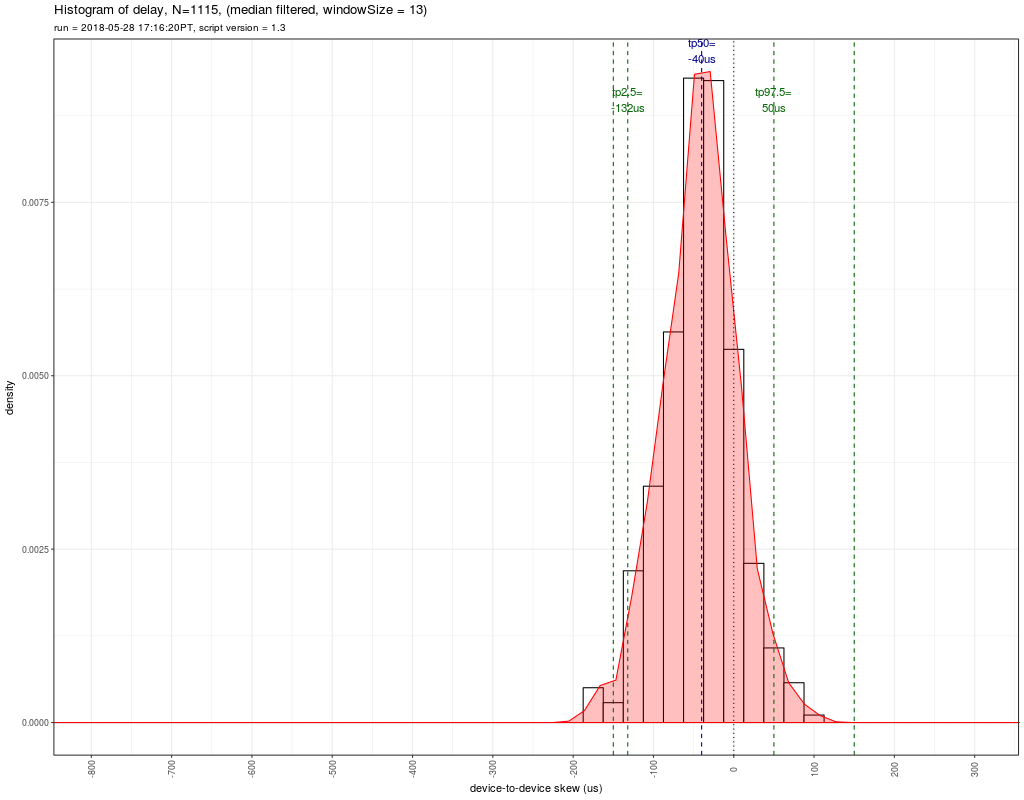 Histogram of delay, N=1115, (median filtered, windowSize = 13)
run = 2018-05-28 17:16:20PT, script version = 1.3
tp50=
-40us
tp2.5=
-132us
tp97.5=
50us
0.0075
0.0050
0.0025
0.0000
density
-800
-700
-600
-500
-400
-300
-200
-100
0
100
200
300
device-to-device skew (us)